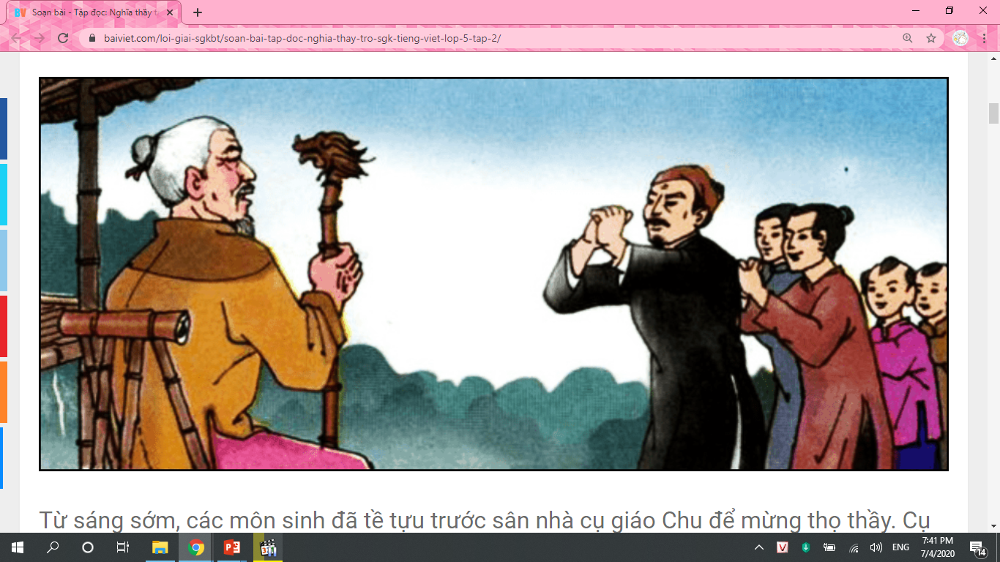 Soạn bài - Tập đọc: Nghĩa thầy t
baiviet.com/loi-giai-sgkbt/soan-bai-tap-doc-nghia-thay-tro-sgk-tieng-viet-lop-5-tap-2/
Từ sáng sớm, các môn sinh đã tề tựu trước sân nhà cụ giáo Chu để mừng thọ thầy. Cụ
ENG
7:41 PM
7/4/2020
14